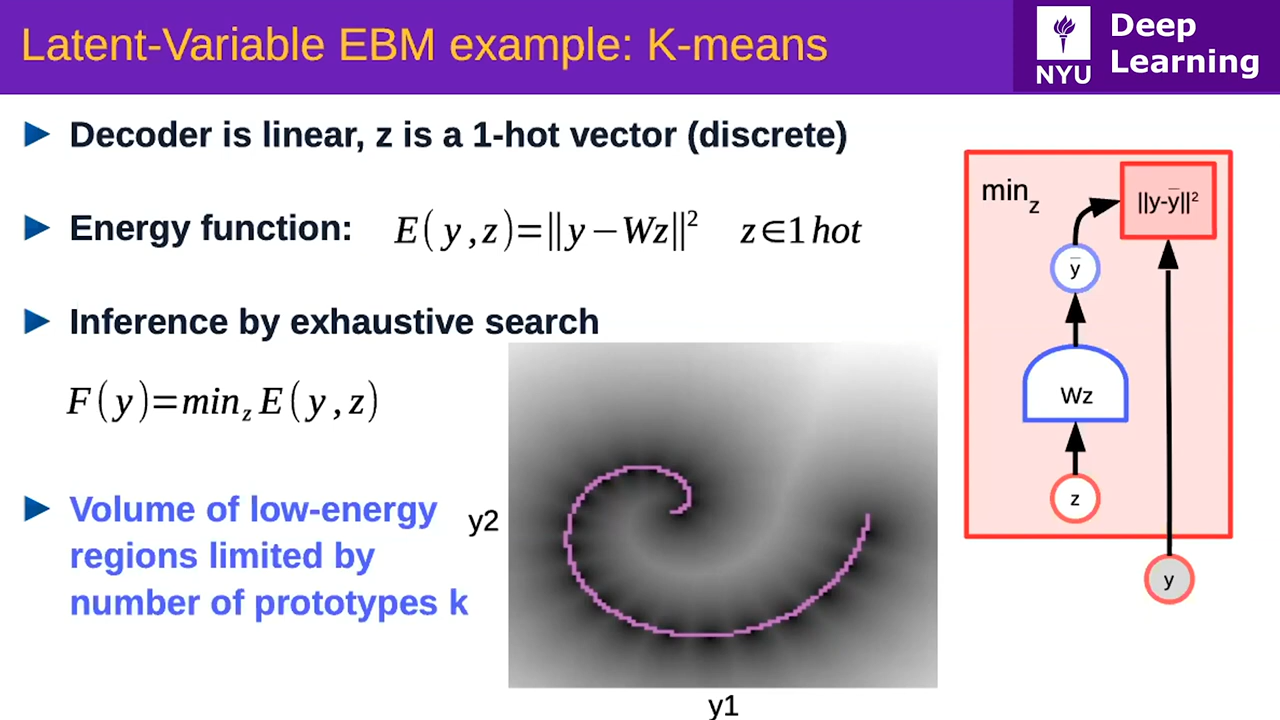 Latent-Variable EBM example: K-means
NYU
Deep
Learning
Decoder is linear, z is a 1-hot vector (discrete)
Energy function: E(y,z)=||y−Wz||² z∈1hot
Inference by exhaustive search
F(y)=min_z E(y,z)
Volume of low-energy
regions limited by
number of prototypes k
y2
y1
min_z
||y-ȳ||²
ȳ
Wz
z
y